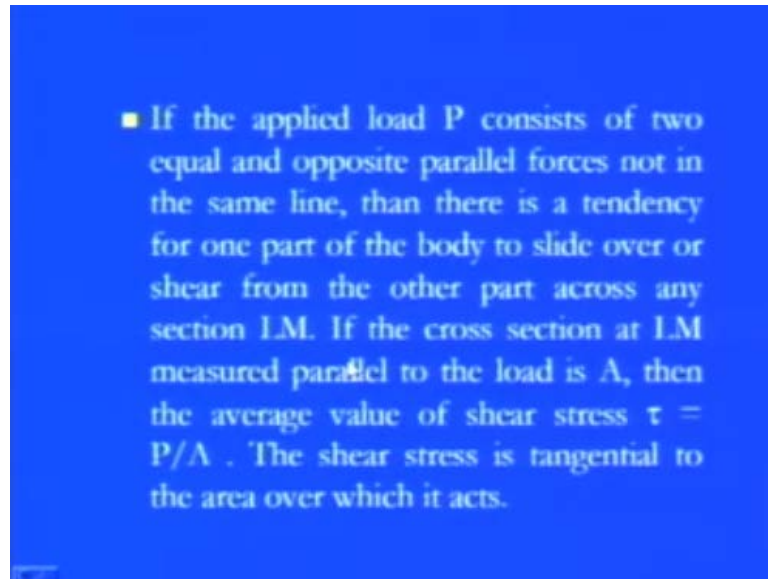 If the applied load P consists of two
equal and opposite parallel forces not in
the same line, than there is a tendency
for one part of the body to slide over or
shear from the other part across any
section LM. If the cross section at LM
measured parallel to the load is A, then
the average value of shear stress τ =
P/A . The shear stress is tangential to
the area over which it acts.